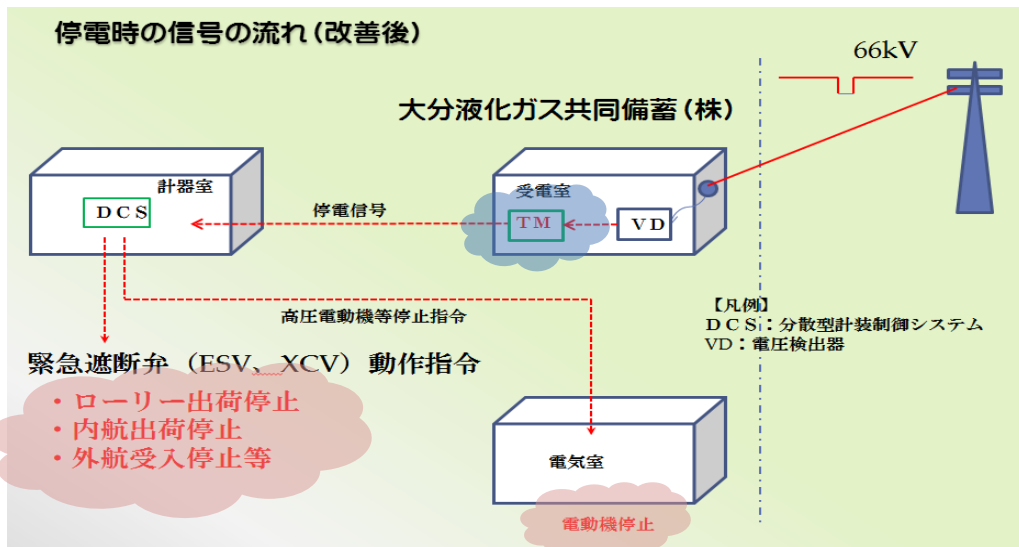 停電時の信号の流れ（改善後）
66kV
大分液化ガス共同備蓄（株）
計器室
ＤＣＳ
停電信号
受電室
TM
VD
高圧電動機等停止指令
【凡例】
ＤＣＳ：分散型計装制御システム
VD：電圧検出器
緊急遮断弁（ESV、XCV）動作指令
・ローリー出荷停止
・内航出荷停止
・外航受入停止等
電気室
電動機停止